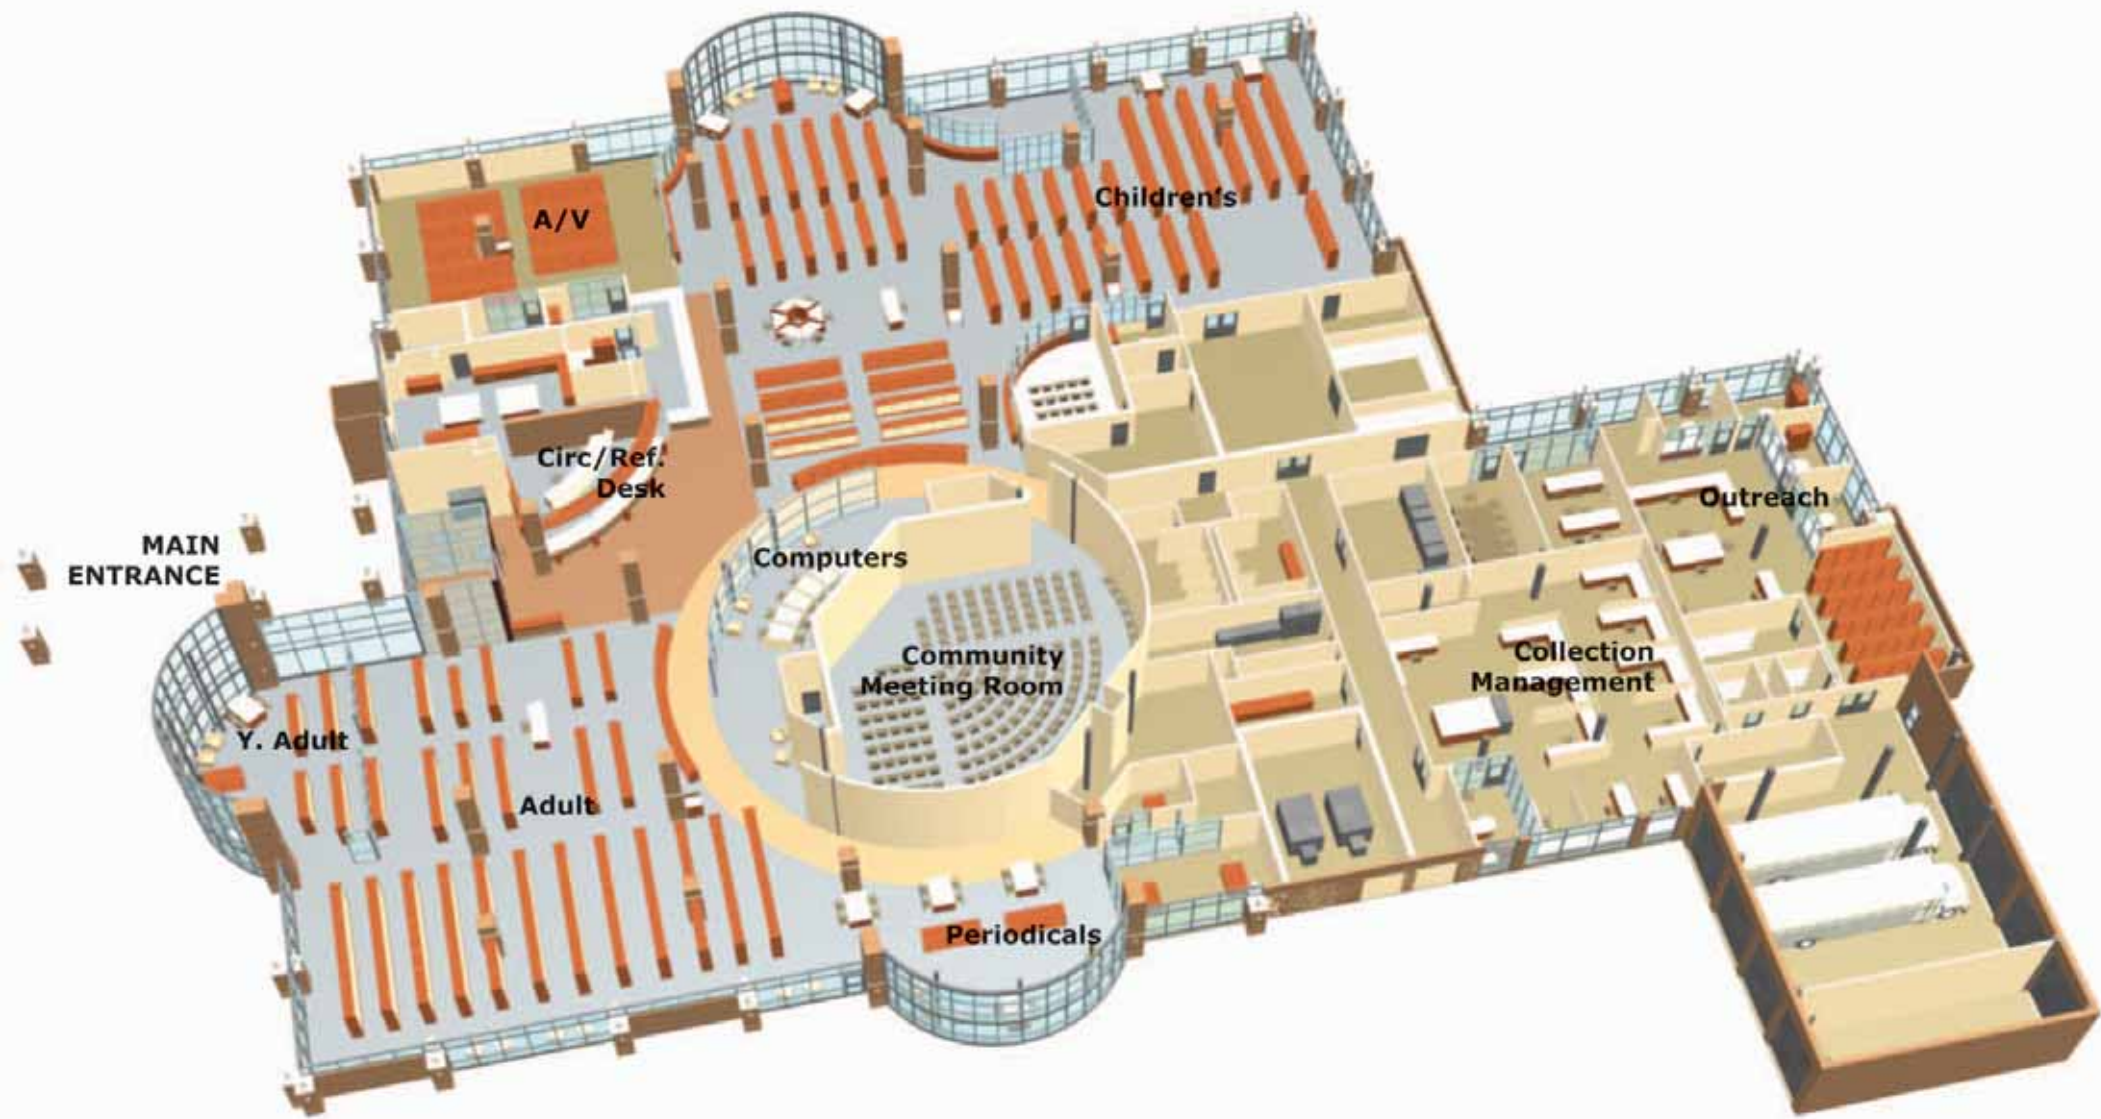 A/V
Children's
Circ/Ref.
Desk
MAIN
ENTRANCE
Computers
Outreach
Community
Meeting Room
Collection
Management
Y. Adult
Adult
Periodicals